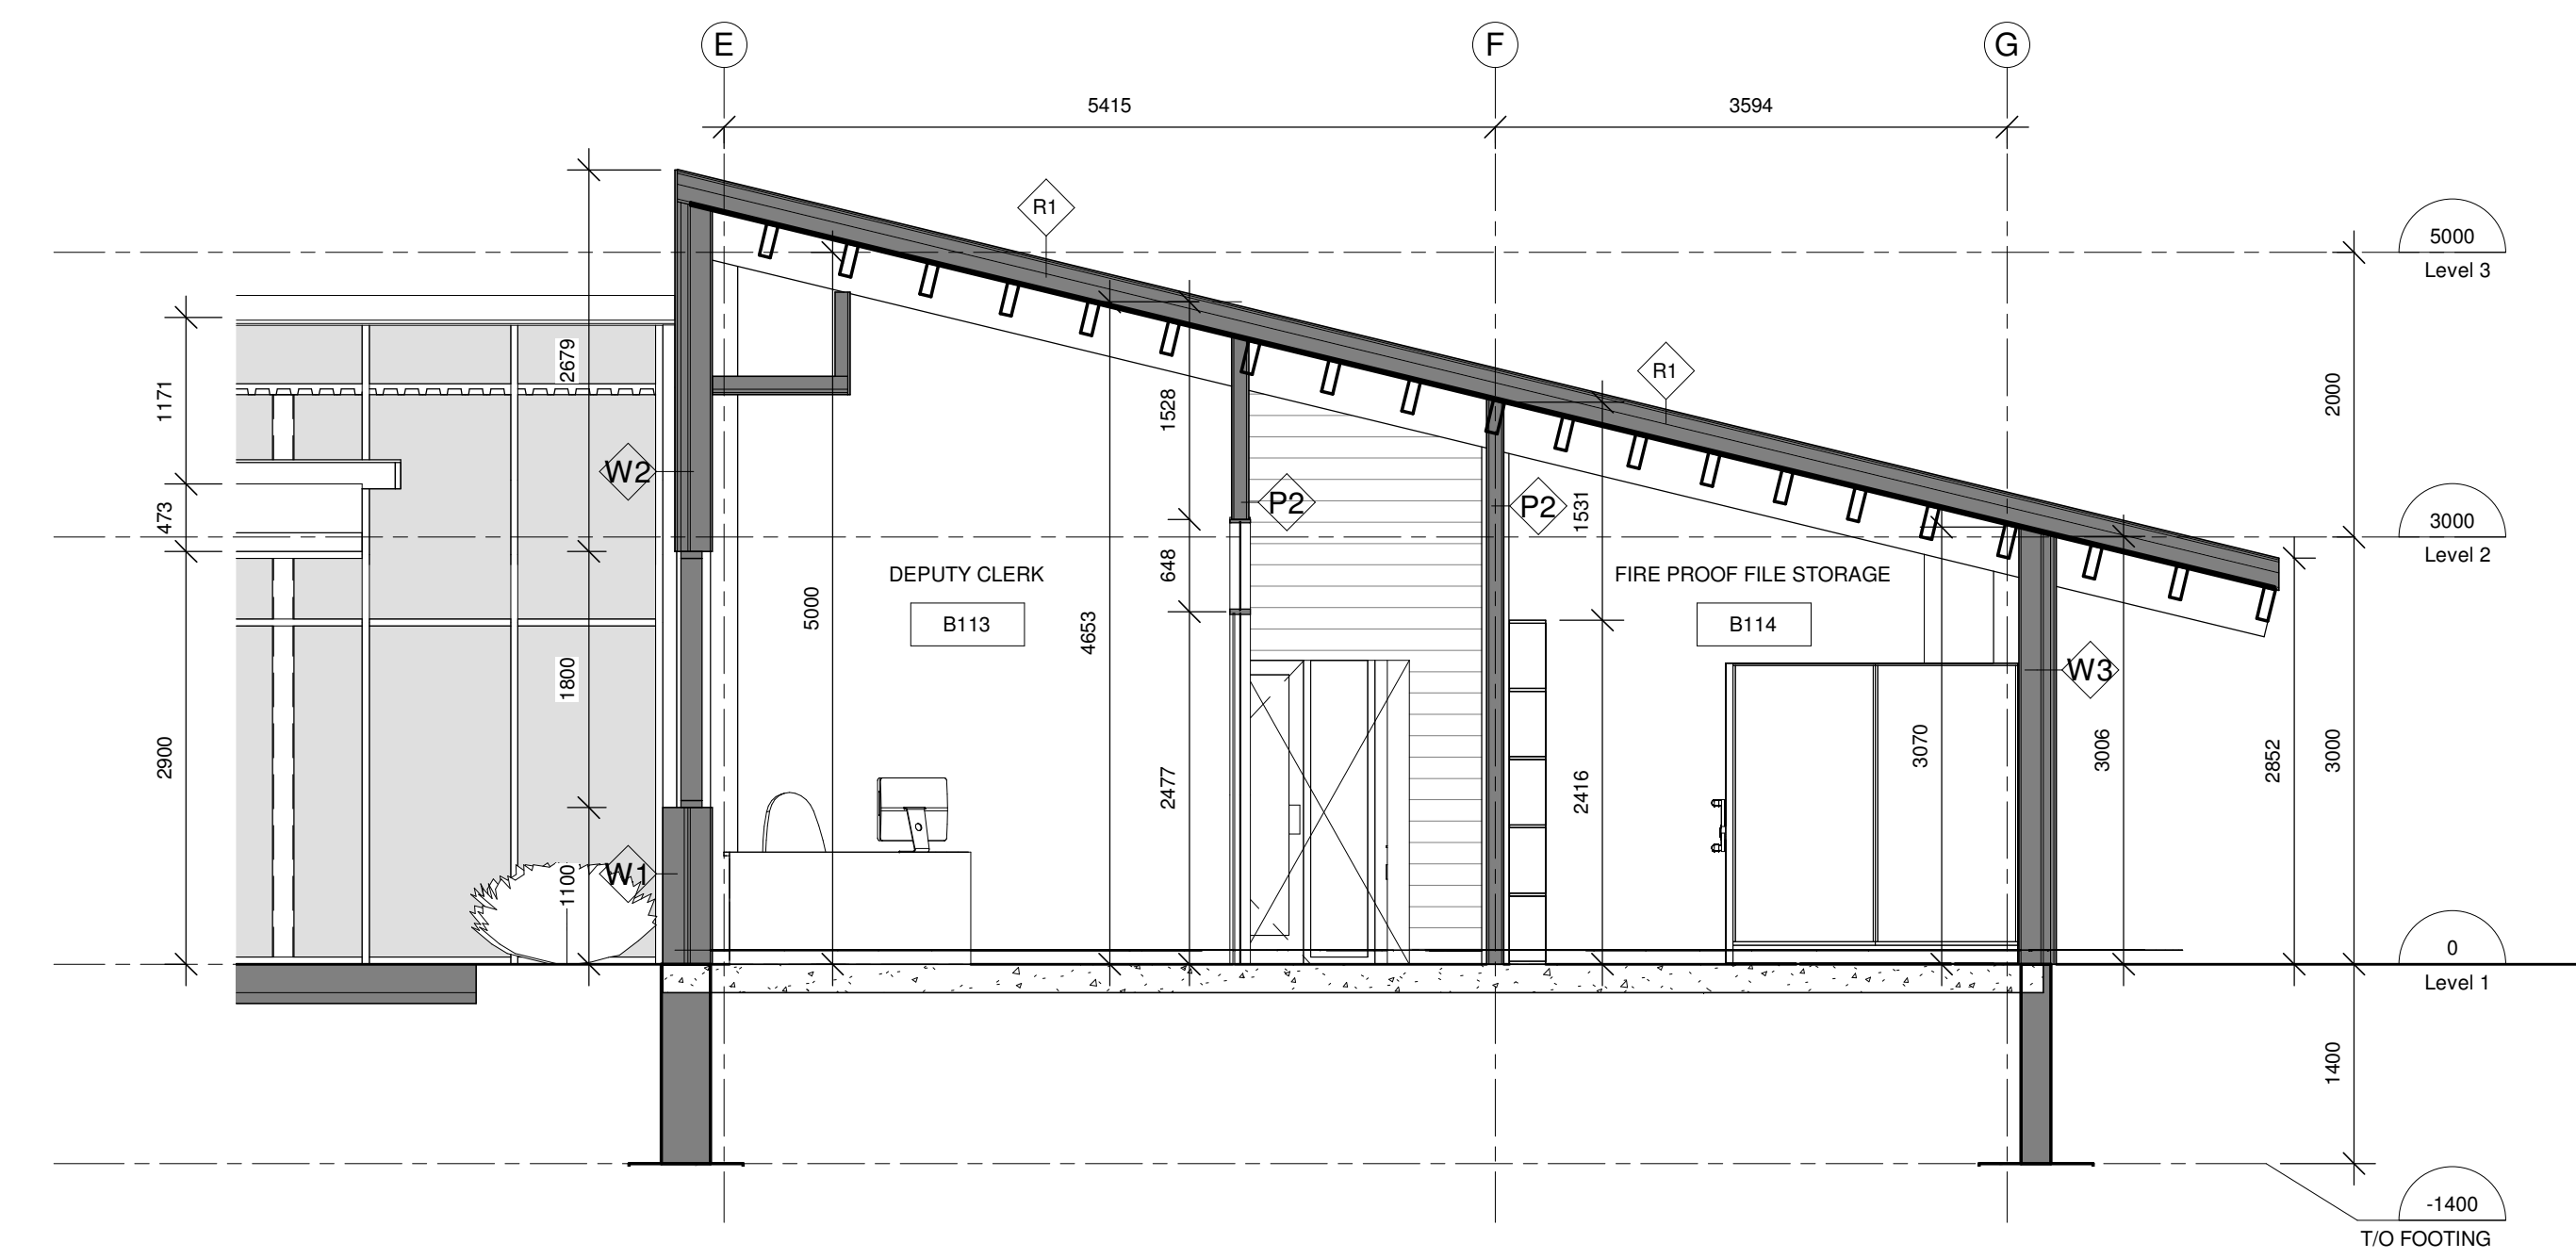 E
F
G
5415
3594
R1
5000
Level 3
2679
1171
1528
R1
2000
W2
P2
P2
1531
473
3000
Level 2
648
DEPUTY CLERK
B113
FIRE PROOF FILE STORAGE
B114
5000
4653
1800
W3
2900
2477
2416
3070
3006
2852
3000
1100
W1
0
Level 1
1400
-1400
T/O FOOTING